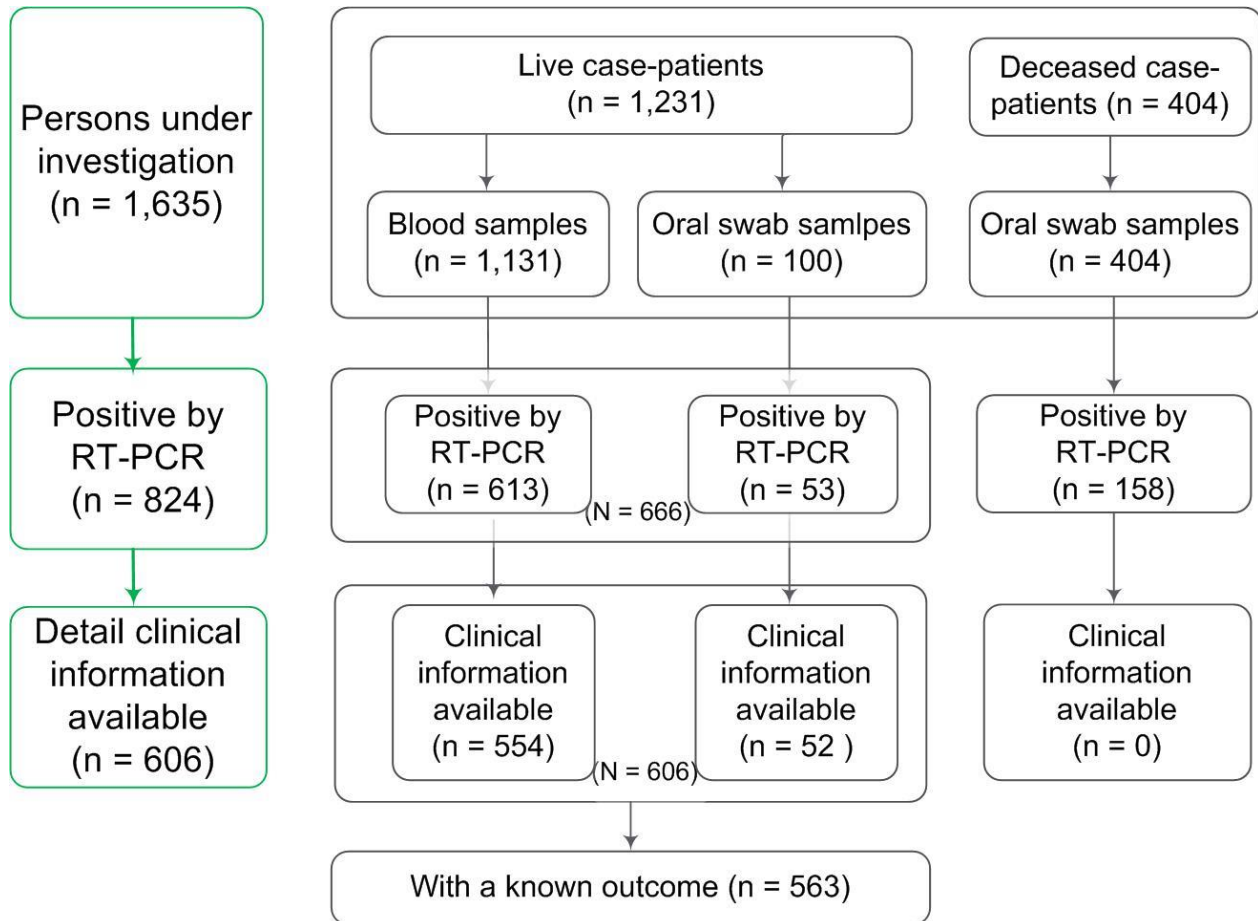 Persons under
investigation
(n = 1,635)
Live case-patients
(n = 1,231)
Deceased case-
patients (n = 404)
Blood samples
(n = 1,131)
Oral swab samlpes
(n = 100)
Oral swab samples
(n = 404)
Positive by
RT-PCR
(n = 824)
Positive by
RT-PCR
(n = 613)
Positive by
RT-PCR
(n = 53)
(N = 666)
Positive by
RT-PCR
(n = 158)
Detail clinical
information
available
(n = 606)
Clinical
information
available
(n = 554)
Clinical
information
available
(n = 52 )
(N = 606)
Clinical
information
available
(n = 0)
With a known outcome (n = 563)